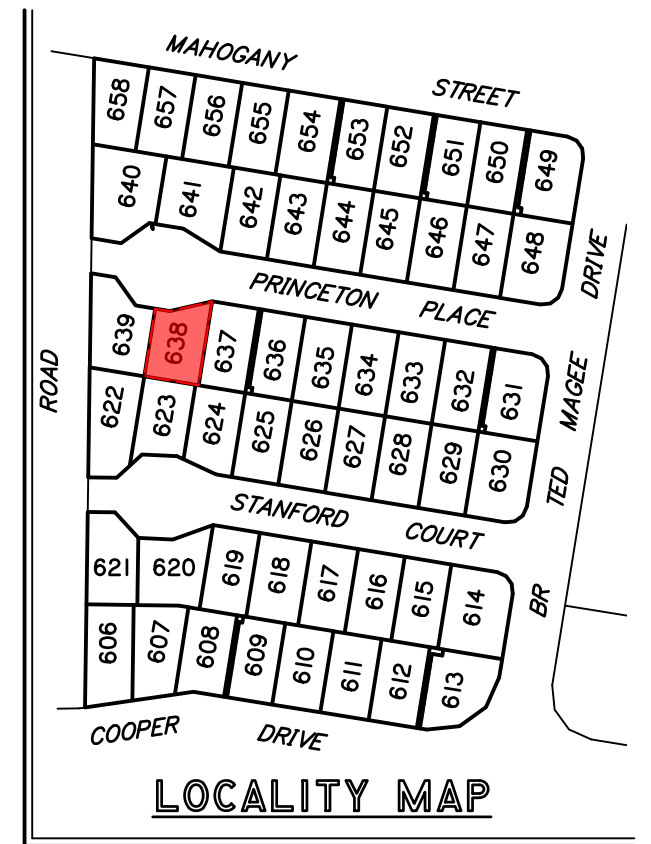 MAHOGANY STREET
658 657 656 655 654 653 652 651 650 649
640 641 642 643 644 645 646 647 648
DRIVE
PRINCETON PLACE
639 638 637 636 635 634 633 632 631
ROAD
MAGEE
622 623 624 625 626 627 628 629 630
TED
STANFORD COURT
621 620 619 618 617 616 615 614
BR
606 607 608 609 610 611 612 613
COOPER DRIVE
LOCALITY MAP